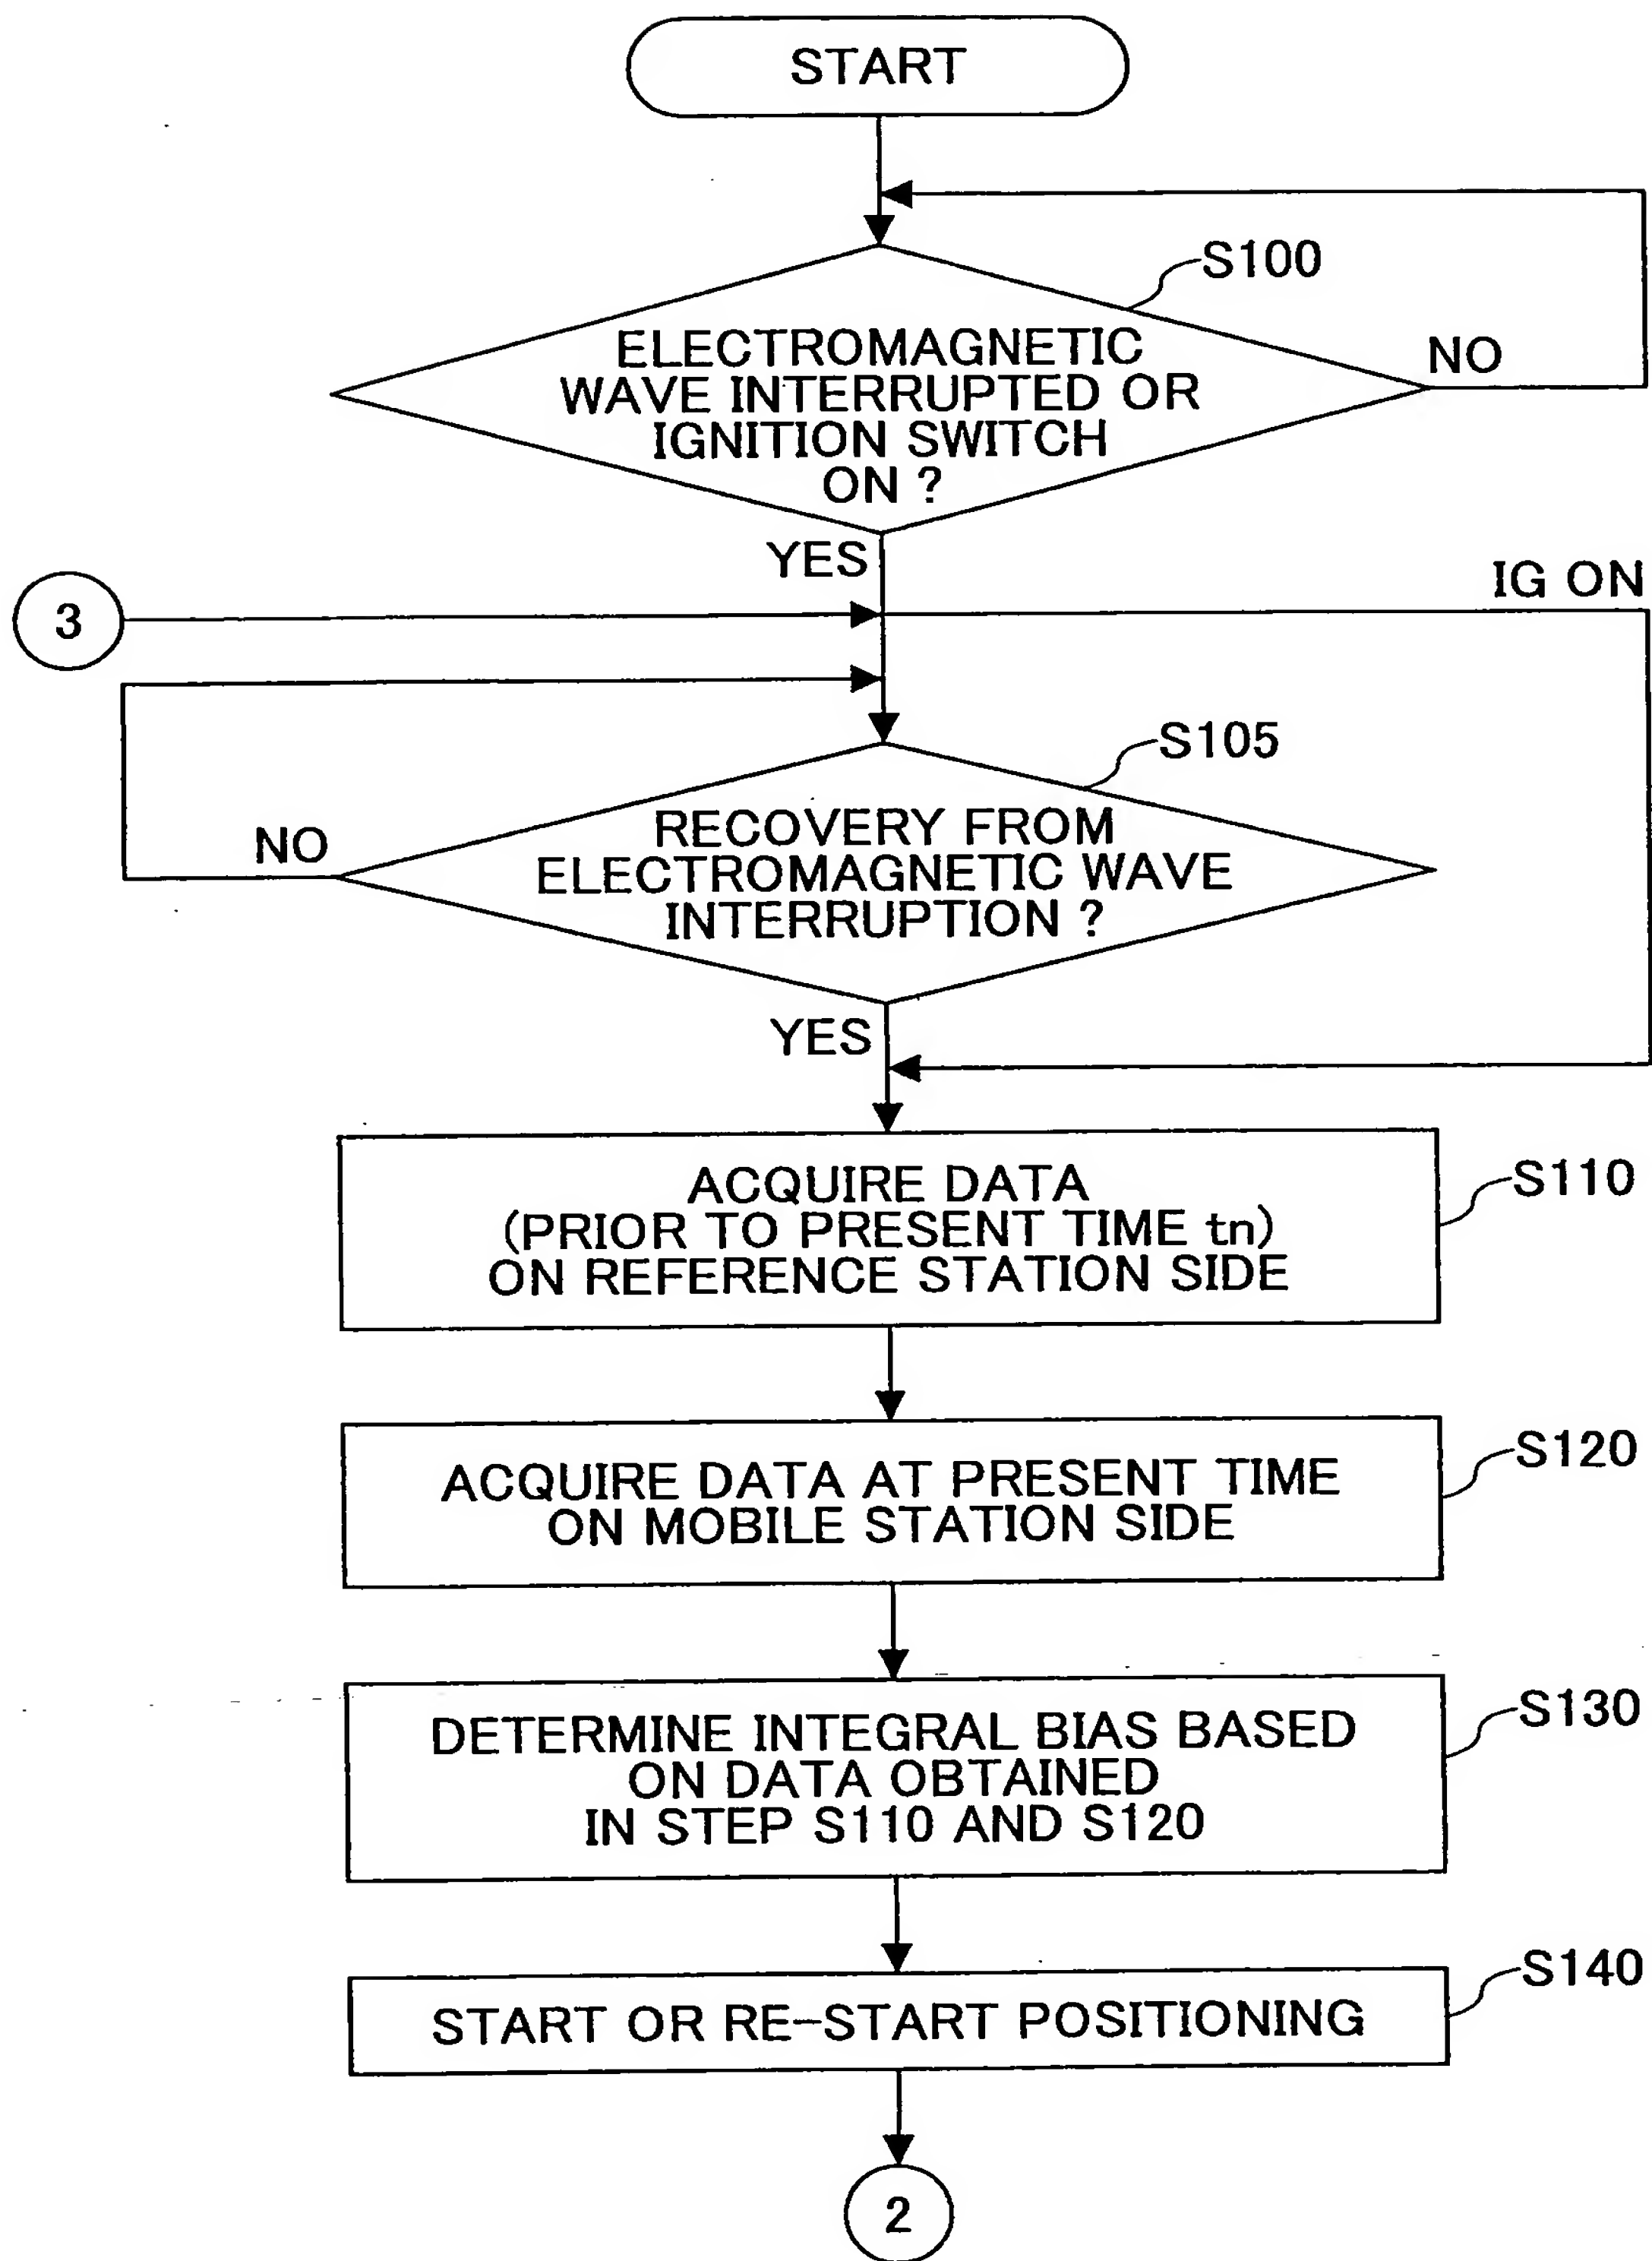 START
S100
ELECTROMAGNETIC
WAVE INTERRUPTED OR
IGNITION SWITCH
ON ?
NO
YES
IG ON
3
S105
RECOVERY FROM
ELECTROMAGNETIC WAVE
INTERRUPTION ?
NO
YES
S110
ACQUIRE DATA
(PRIOR TO PRESENT TIME tn)
ON REFERENCE STATION SIDE
S120
ACQUIRE DATA AT PRESENT TIME
ON MOBILE STATION SIDE
S130
DETERMINE INTEGRAL BIAS BASED
ON DATA OBTAINED
IN STEP S110 AND S120
S140
START OR RE-START POSITIONING
2